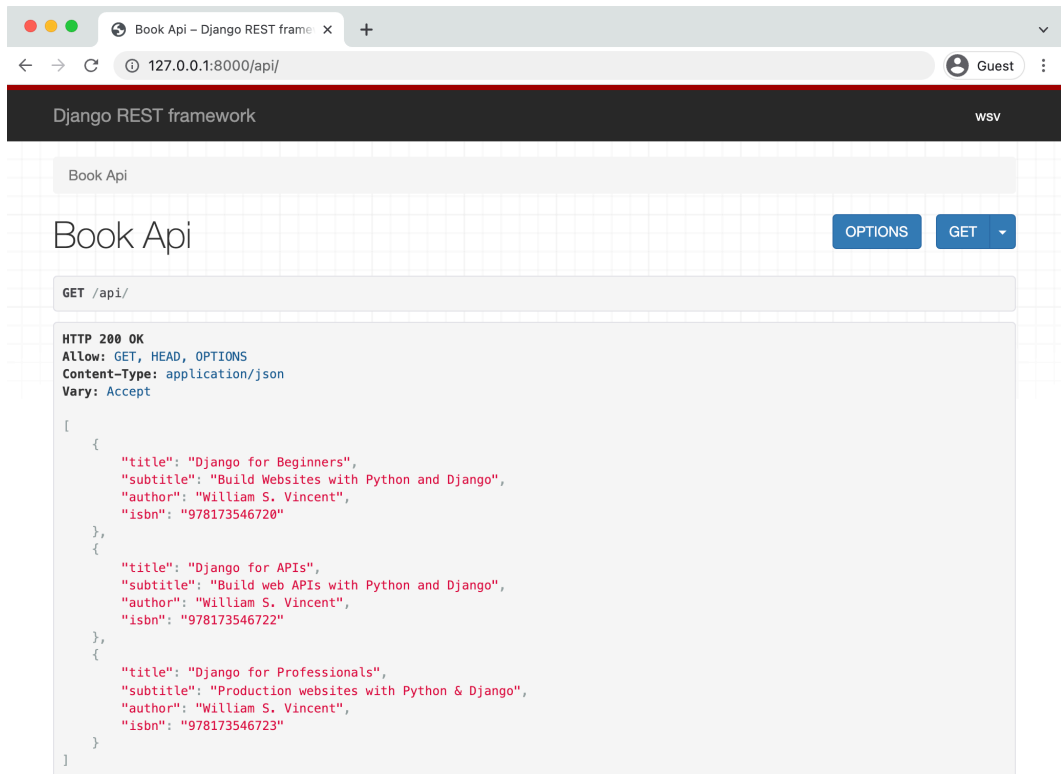 Book Api – Django REST frame
127.0.0.1:8000/api/
Guest
Django REST framework
wsv
Book Api
Book Api
OPTIONS
GET
GET /api/
HTTP 200 OK
Allow: GET, HEAD, OPTIONS
Content-Type: application/json
Vary: Accept
[
    {
        "title": "Django for Beginners",
        "subtitle": "Build Websites with Python and Django",
        "author": "William S. Vincent",
        "isbn": "978173546720"
    },
    {
        "title": "Django for APIs",
        "subtitle": "Build web APIs with Python and Django",
        "author": "William S. Vincent",
        "isbn": "978173546722"
    },
    {
        "title": "Django for Professionals",
        "subtitle": "Production websites with Python & Django",
        "author": "William S. Vincent",
        "isbn": "978173546723"
    }
]